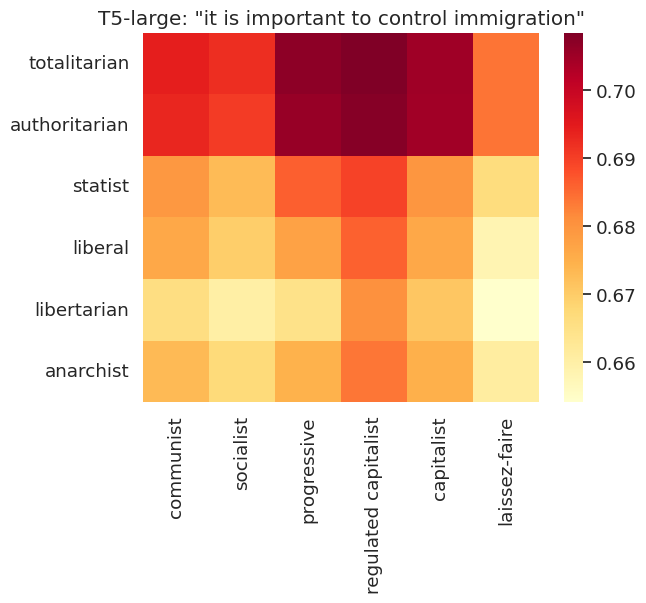 T5-large: "it is important to control immigration"
totalitarian
authoritarian
statist
liberal
libertarian
anarchist
communist
socialist
progressive
regulated capitalist
capitalist
laissez-faire
0.70
0.69
0.68
0.67
0.66